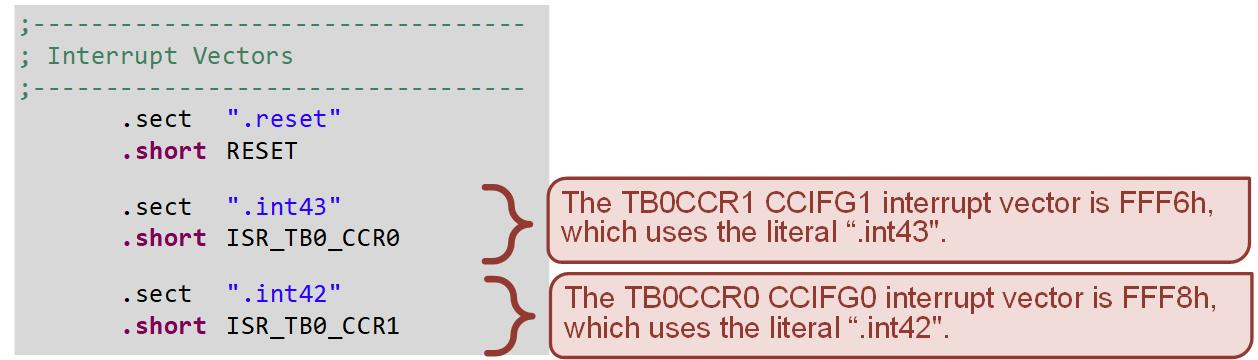 ;----------------------------------
; Interrupt Vectors
;----------------------------------
.sect ".reset"
.short RESET
.sect ".int43"
.short ISR_TB0_CCR0
The TB0CCR1 CCIFG1 interrupt vector is FFF6h,
which uses the literal “.int43".
.sect ".int42"
.short ISR_TB0_CCR1
The TB0CCR0 CCIFG0 interrupt vector is FFF8h,
which uses the literal “.int42".